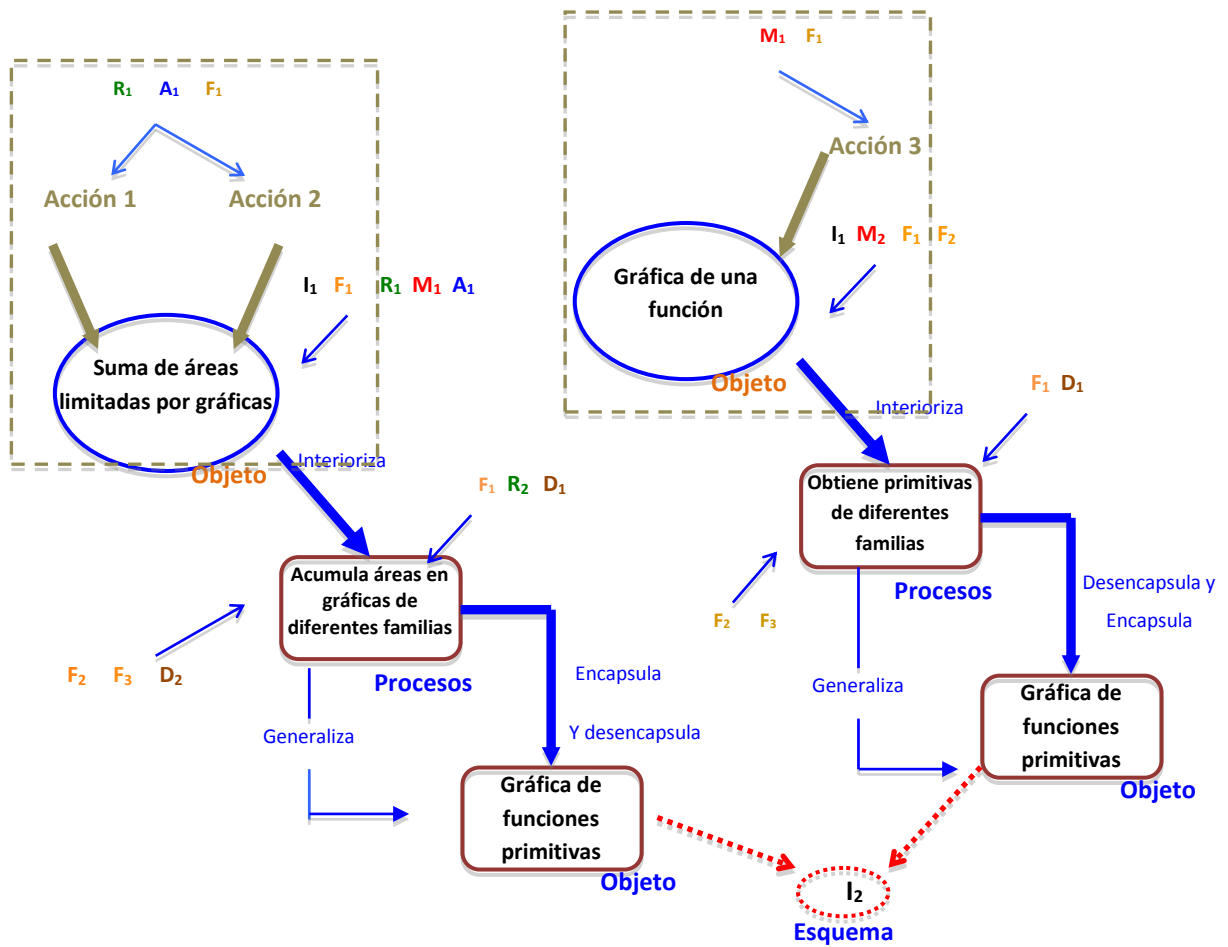 R₁ A₁ F₁
Acción 1
Acción 2
I₁ F₁ R₁ M₁ A₁
Suma de áreas
limitadas por gráficas
Objeto
Interioriza
F₁ R₂ D₁
Acumula áreas en
gráficas de
diferentes familias
Procesos
F₂ F₃ D₂
Encapsula
Y desencapsula
Generaliza
Gráfica de
funciones
primitivas
Objeto
M₁ F₁
Acción 3
I₁ M₂ F₁ F₂
Gráfica de una
función
Objeto
Interioriza
F₁ D₁
Obtiene primitivas
de diferentes
familias
Procesos
F₂ F₃
Desencapsula y
Encapsula
Generaliza
Gráfica de
funciones
primitivas
Objeto
I₂
Esquema